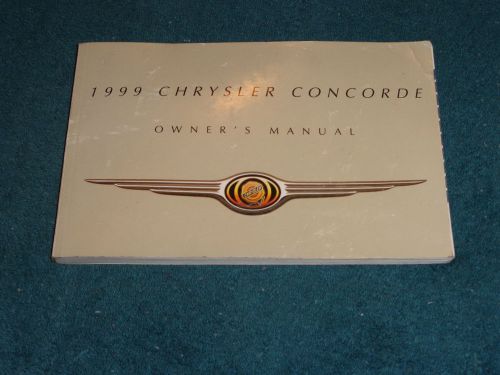 1999 CHRYSLER CONCORDE
OWNER'S MANUAL